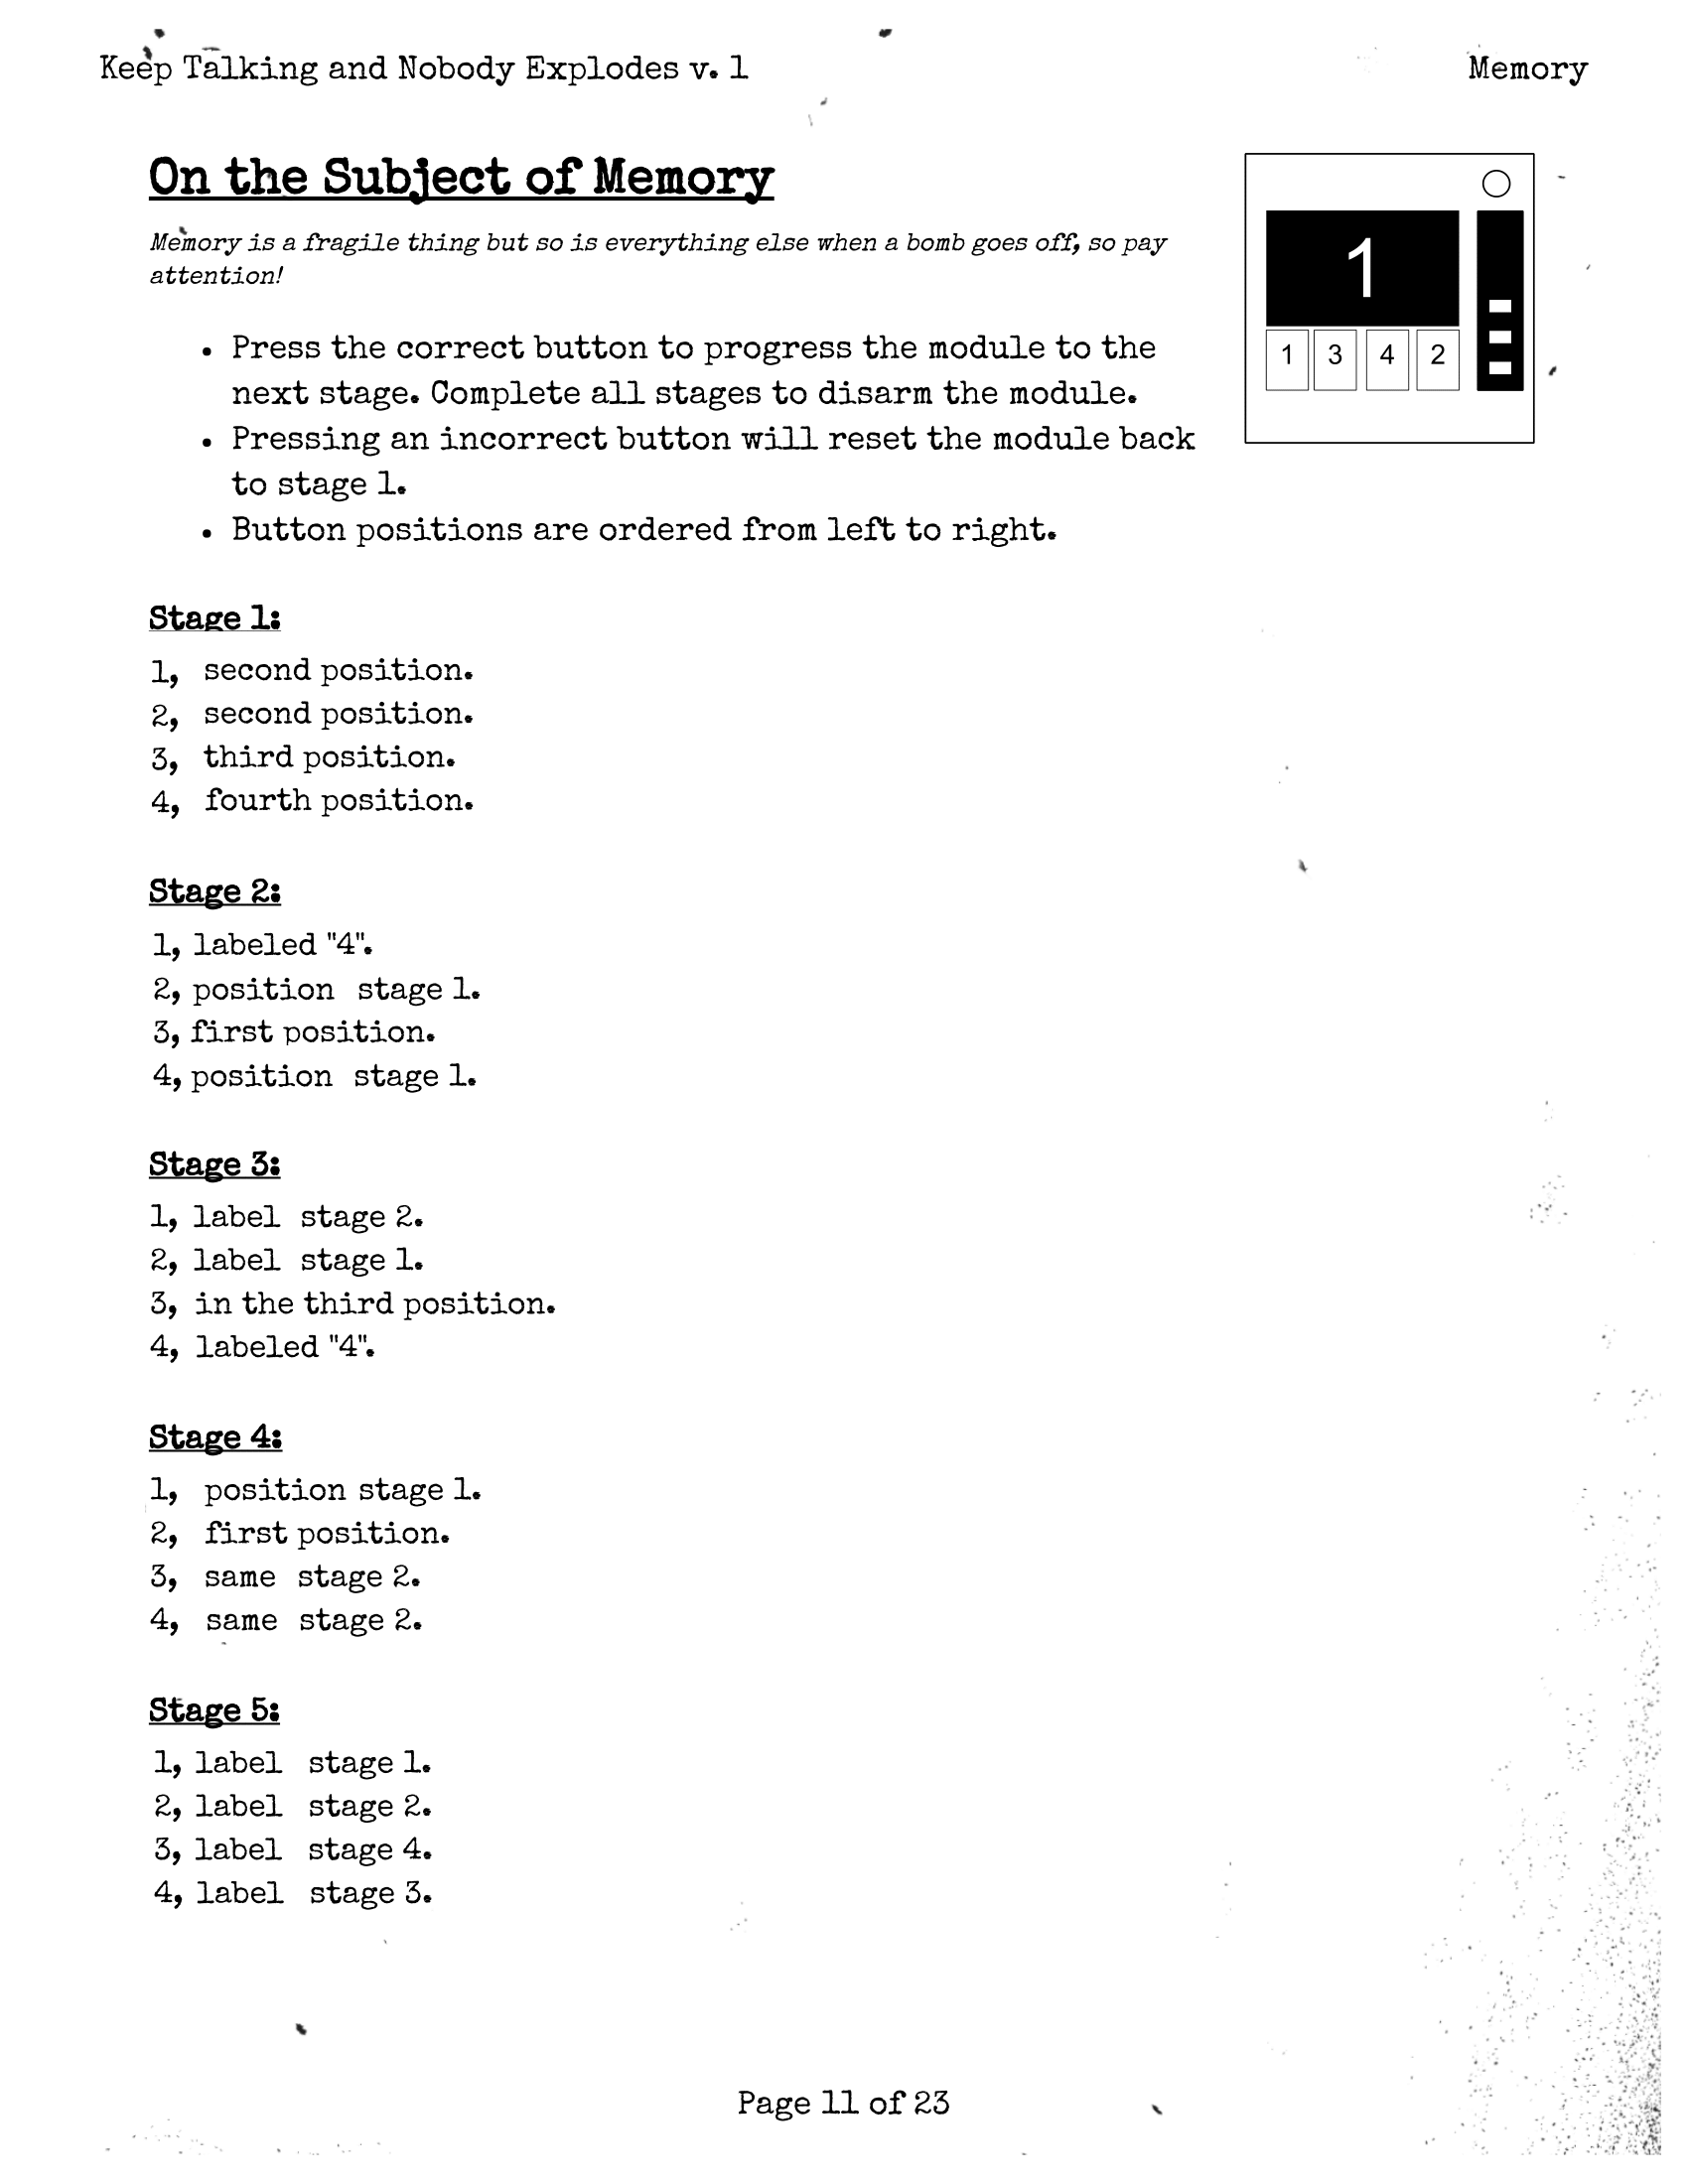 Keep Talking and Nobody Explodes v. 1
Memory
On the Subject of Memory
Memory is a fragile thing but so is everything else when a bomb goes off, so pay
attention!
1
1 3 4 2
• Press the correct button to progress the module to the
next stage. Complete all stages to disarm the module.
• Pressing an incorrect button will reset the module back
to stage 1.
• Button positions are ordered from left to right.
Stage 1:
1, second position.
2, second position.
3, third position.
4, fourth position.
Stage 2:
1, labeled "4".
2, position stage 1.
3, first position.
4, position stage 1.
Stage 3:
1, label stage 2.
2, label stage 1.
3, in the third position.
4, labeled "4".
Stage 4:
1, position stage 1.
2, first position.
3, same stage 2.
4, same stage 2.
Stage 5:
1, label stage 1.
2, label stage 2.
3, label stage 4.
4, label stage 3.
Page 11 of 23